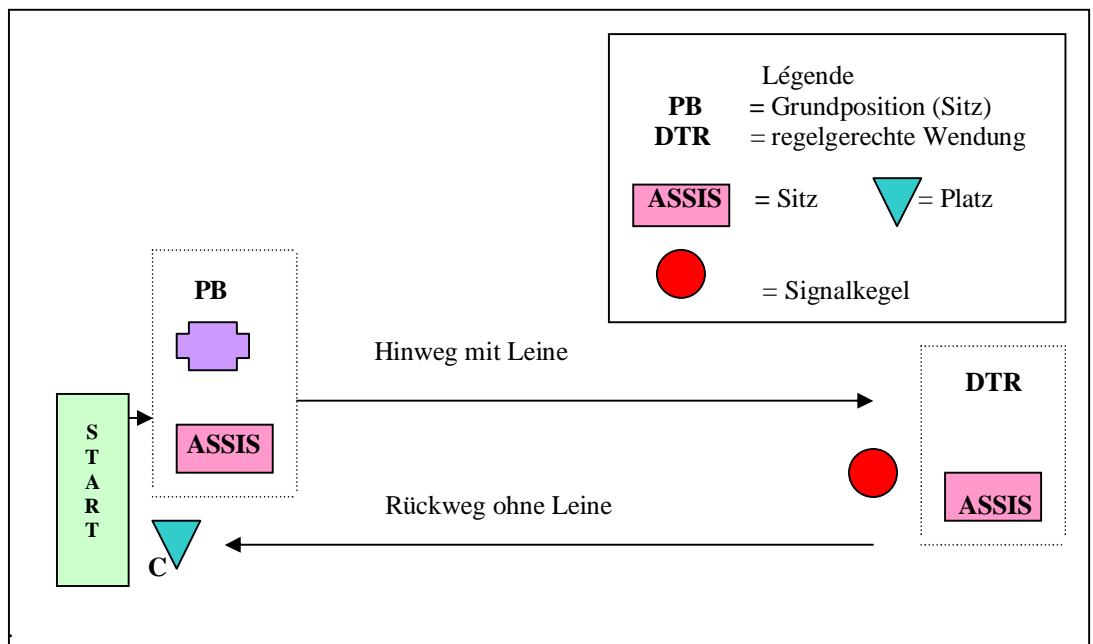 Légende
PB = Grundposition (Sitz)
DTR = regelgerechte Wendung
ASSIS = Sitz = Platz
= Signalkegel
PB
Hinweg mit Leine
DTR
START
ASSIS
ASSIS
Rückweg ohne Leine
C
.